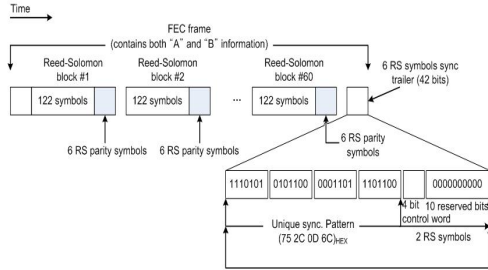 Time
FEC frame
(contains both “A” and “B” information)
Reed-Solomon
block #1
Reed-Solomon
block #2
Reed-Solomon
block #60
6 RS symbols sync
trailer (42 bits)
122 symbols
122 symbols
...
122 symbols
6 RS parity symbols
6 RS parity symbols
6 RS parity
symbols
1110101
0101100
0001101
1101100
0000000000
4 bit
control word
10 reserved bits
Unique sync. Pattern
(75 2C 0D 6C)HEX
2 RS symbols